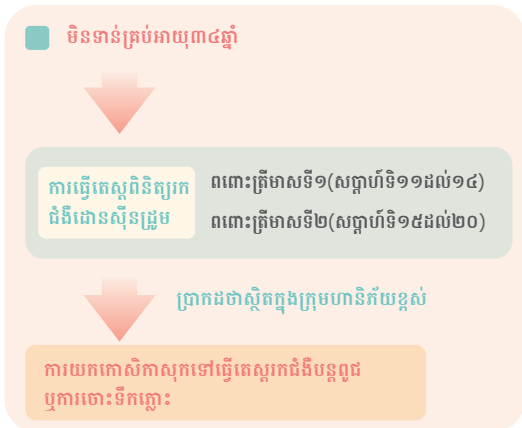 មិនទាន់គ្រប់អាយុ៣៤ឆ្នាំ
ការធ្វើតេស្តពិនិត្យរក
ជំងឺដោនស៊ីនដ្រួម
ពពោះត្រីមាសទី១(សប្តាហ៍ទិ១១ដល់១៤)
ពពោះត្រីមាសទី២(សប្តាហ៍ទិ១៥ដល់២០)
ប្រាកដថាស្ថិតក្នុងក្រុមហានិភ័យខ្ពស់
ការយកកោសិកាសុកទៅធ្វើតេស្តរកជំងឺបន្តពូជ
ឬការចោះទឹកភ្លោះ